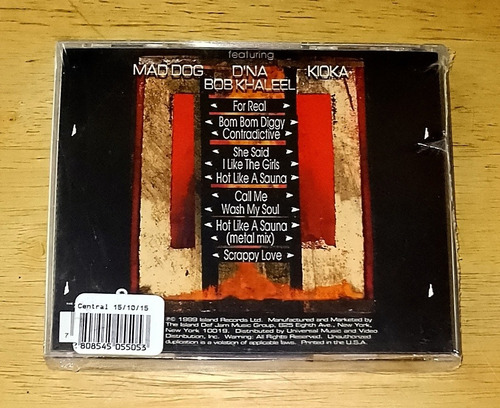 featuring
MAD DOG D'NA KIOKA
BOB KHALEEL
For Real
Bom Bom Diggy
Contradictive
She Said
I Like The Girls
Hot Like A Sauna
Call Me
Wash My Soul
Hot Like A Sauna
(metal mix)
Scrappy Love
℗© 1999 Island Records Ltd. Manufactured and Marketed by
The Island Def Jam Music Group, 825 Eighth Ave., New York,
New York 10019. Distributed by Universal Music and Video
Distribution, Inc. Warning: All Rights Reserved. Unauthorized
duplication is a violation of applicable laws. Printed in the U.S.A.
Central 15/10/15
7
2 808545 055053